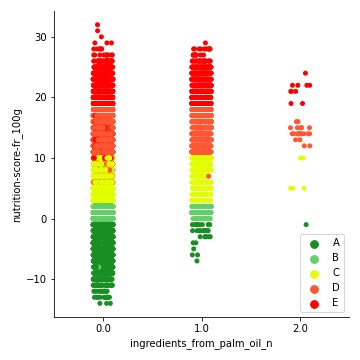 nutrition-score-fr_100g
30
20
10
0
−10
0.0
1.0
2.0
ingredients_from_palm_oil_n
A
B
C
D
E